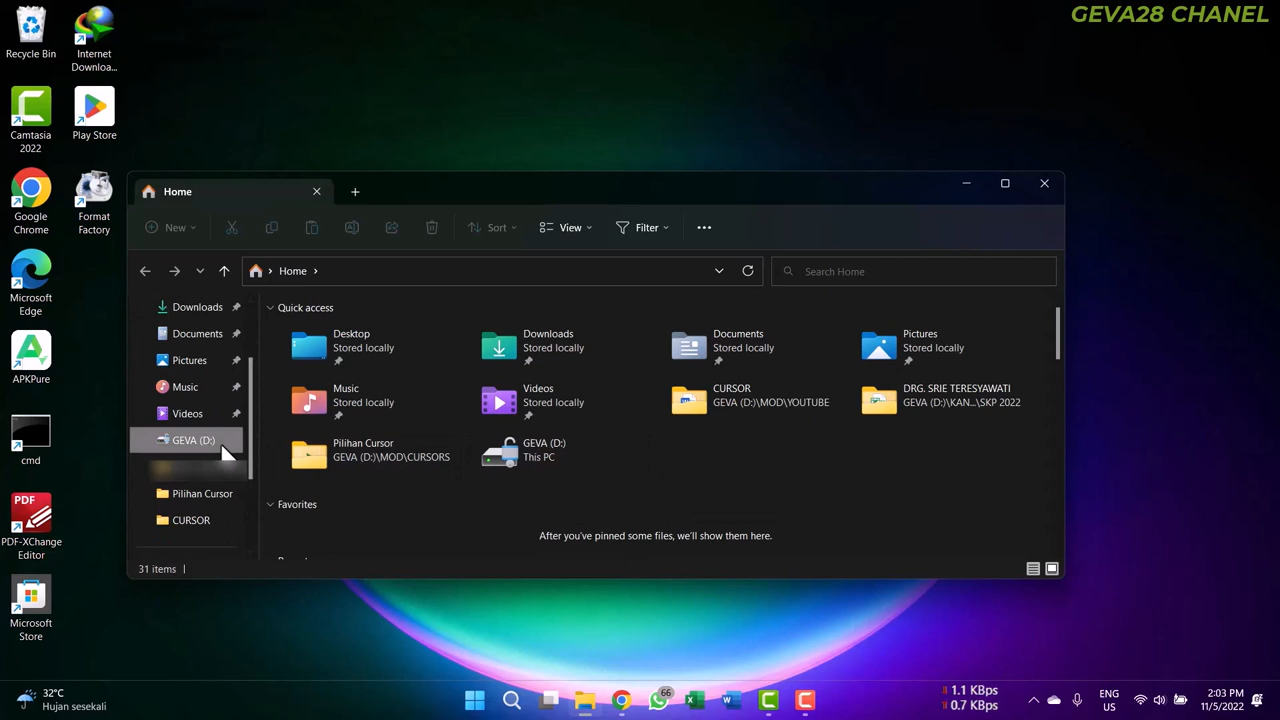 GEVA28 CHANEL
Recycle Bin
Internet
Downloa...
Camtasia
2022
Play Store
Google
Chrome
Format
Factory
Microsoft
Edge
APKPure
cmd
PDF
PDF-XChange
Editor
Microsoft
Store
Home
New
Sort
View
Filter
Home
Search Home
Downloads
Documents
Pictures
Music
Videos
GEVA (D:)
Pilihan Cursor
CURSOR
Quick access
Desktop
Stored locally
Downloads
Stored locally
Documents
Stored locally
Pictures
Stored locally
Music
Stored locally
Videos
Stored locally
CURSOR
GEVA (D:)\MOD\YOUTUBE
DRG. SRIE TERESYAWATI
GEVA (D:)\KAN...\SKP 2022
Pilihan Cursor
GEVA (D:)\MOD\CURSORS
GEVA (D:)
This PC
Favorites
After you've pinned some files, we'll show them here.
31 items
32°C
Hujan sesekali
66
1.1 KBps
0.7 KBps
ENG
US
2:03 PM
11/5/2022